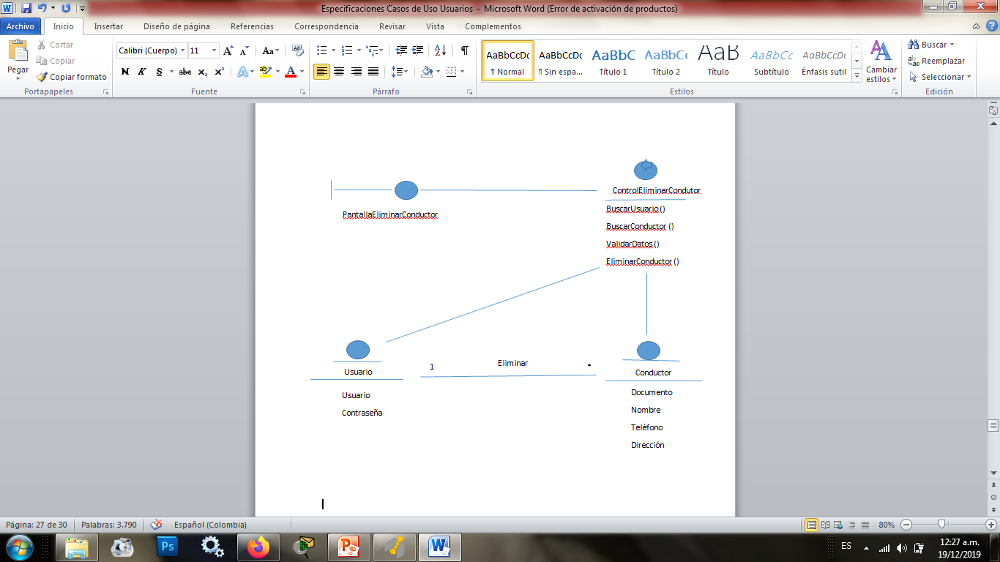 Especificaciones Casos de Uso Usuarios - Microsoft Word (Error de activación de productos)
Archivo Inicio Insertar Diseño de página Referencias Correspondencia Revisar Vista Complementos
Pegar
Cortar
Copiar
Copiar formato
Portapapeles
Calibri (Cuerpo) 11
N K S abc x₂ x²
Fuente
Párrafo
AaBbCcDc AaBbCcDc AaBbC AaBbCc AaB AaBbCc AaBbCcDc
¶ Normal ¶ Sin espa... Título 1 Título 2 Título Subtítulo Énfasis sutil
Cambiar estilos
Estilos
Buscar
Reemplazar
Seleccionar
Edición
ControlEliminarCondutor
PantallaEliminarConductor
BuscarUsuario ()
BuscarConductor ()
ValidarDatos ()
EliminarConductor ()
1 Eliminar *
Usuario
Usuario
Contraseña
Conductor
Documento
Nombre
Teléfono
Dirección
Página: 27 de 30 Palabras: 3.790 Español (Colombia) 80%
Ps
ES 12:27 a.m.
19/12/2019